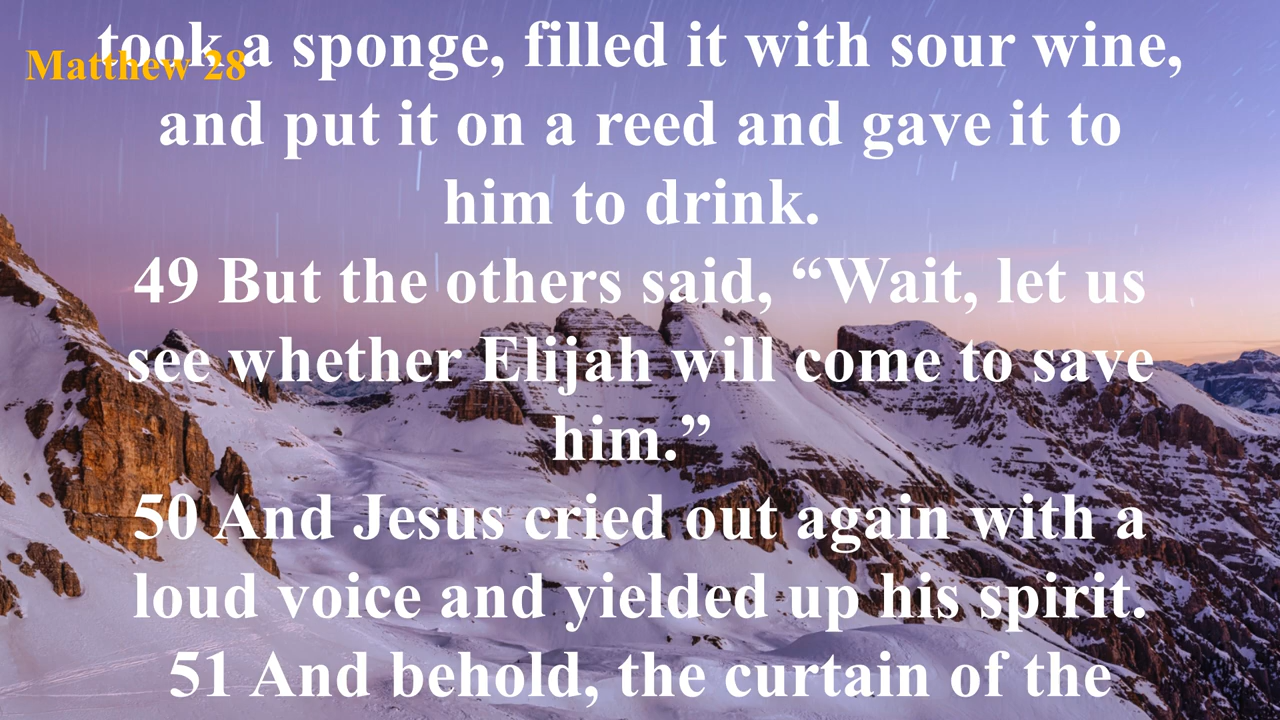 took a sponge, filled it with sour wine,
Matthew 28
and put it on a reed and gave it to
him to drink.
49 But the others said, “Wait, let us
see whether Elijah will come to save
him.”
50 And Jesus cried out again with a
loud voice and yielded up his spirit.
51 And behold, the curtain of the